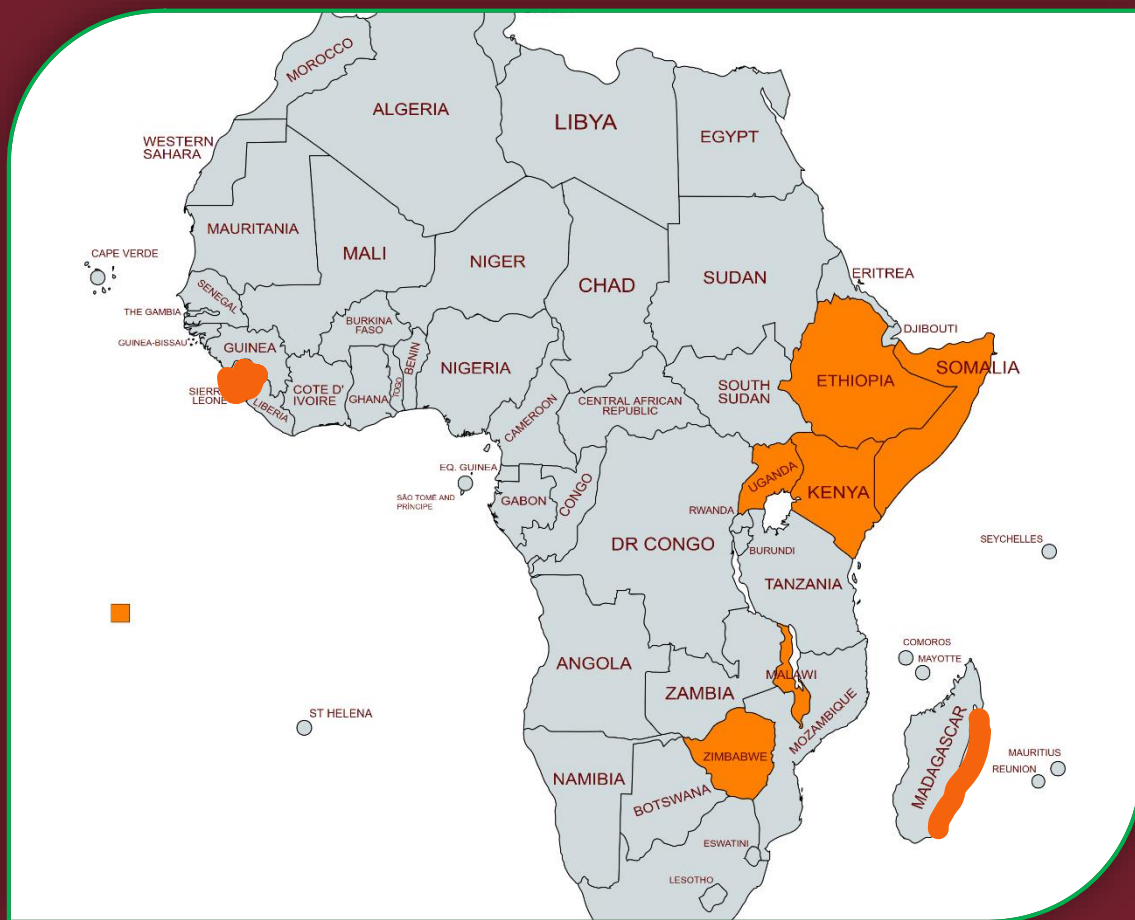 MOROCCO
ALGERIA
LIBYA
EGYPT
WESTERN
SAHARA
MAURITANIA
MALI
NIGER
CHAD
SUDAN
ERITREA
CAPE VERDE
SENEGAL
THE GAMBIA
GUINEA-BISSAU
GUINEA
BURKINA
FASO
BENIN
NIGERIA
DJIBOUTI
SOMALIA
ETHIOPIA
SOUTH
SUDAN
SIERR
LEONE
LIBERIA
COTE D'
IVOIRE
GHANA
TOGO
CAMEROON
CENTRAL AFRICAN
REPUBLIC
EQ. GUINEA
SÃO TOMÉ AND
PRÍNCIPE
GABON
CONGO
UGANDA
KENYA
RWANDA
DR CONGO
BURUNDI
TANZANIA
SEYCHELLES
COMOROS
MAYOTTE
ANGOLA
ZAMBIA
MALAWI
MOZAMBIQUE
ST HELENA
MADAGASCAR
MAURITIUS
REUNION
ZIMBABWE
NAMIBIA
BOTSWANA
ESWATINI
LESOTHO